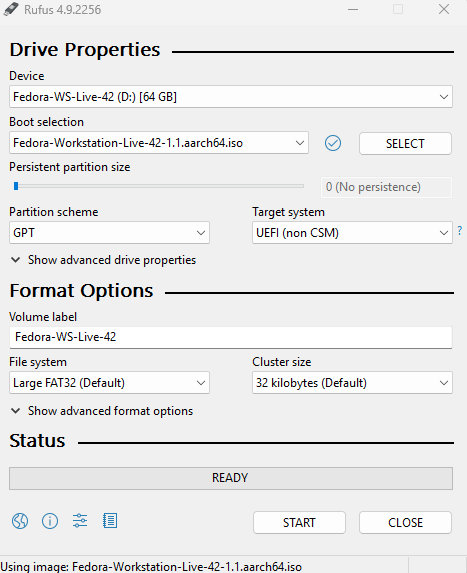 Rufus 4.9.2256
Drive Properties
Device
Fedora-WS-Live-42 (D:) [64 GB]
Boot selection
Fedora-Workstation-Live-42-1.1.aarch64.iso
SELECT
Persistent partition size
0 (No persistence)
Partition scheme
Target system
GPT
UEFI (non CSM)
?
Show advanced drive properties
Format Options
Volume label
Fedora-WS-Live-42
File system
Cluster size
Large FAT32 (Default)
32 kilobytes (Default)
Show advanced format options
Status
READY
START
CLOSE
Using image: Fedora-Workstation-Live-42-1.1.aarch64.iso